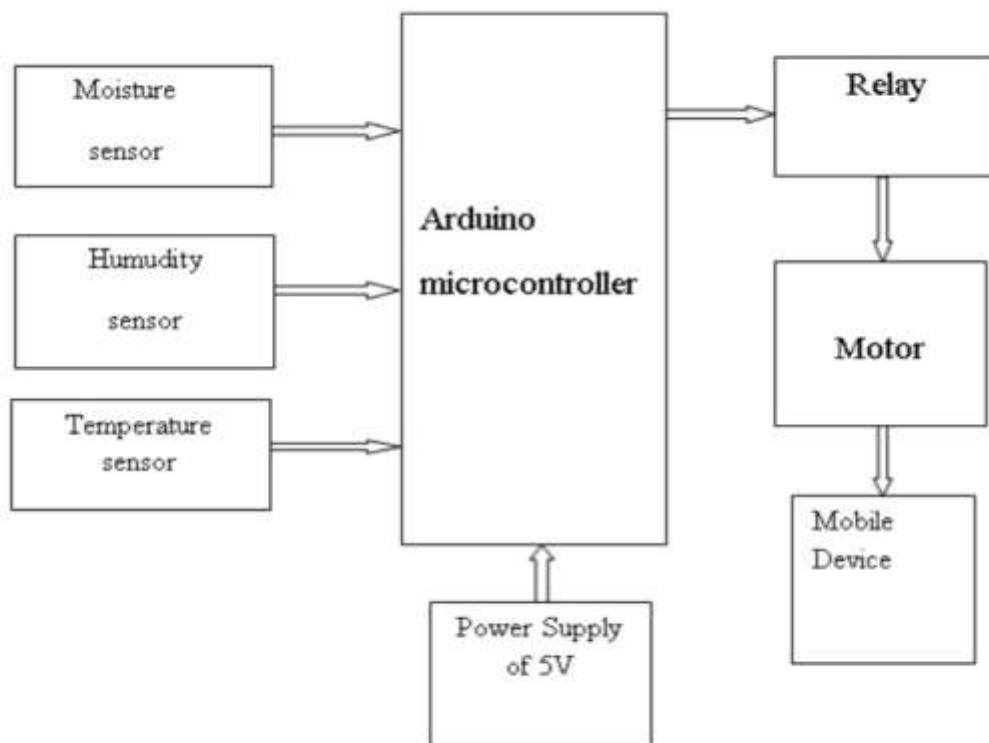 Moisture
sensor
Humudity
sensor
Temperature
sensor
Arduino
microcontroller
Power Supply
of 5V
Relay
Motor
Mobile
Device